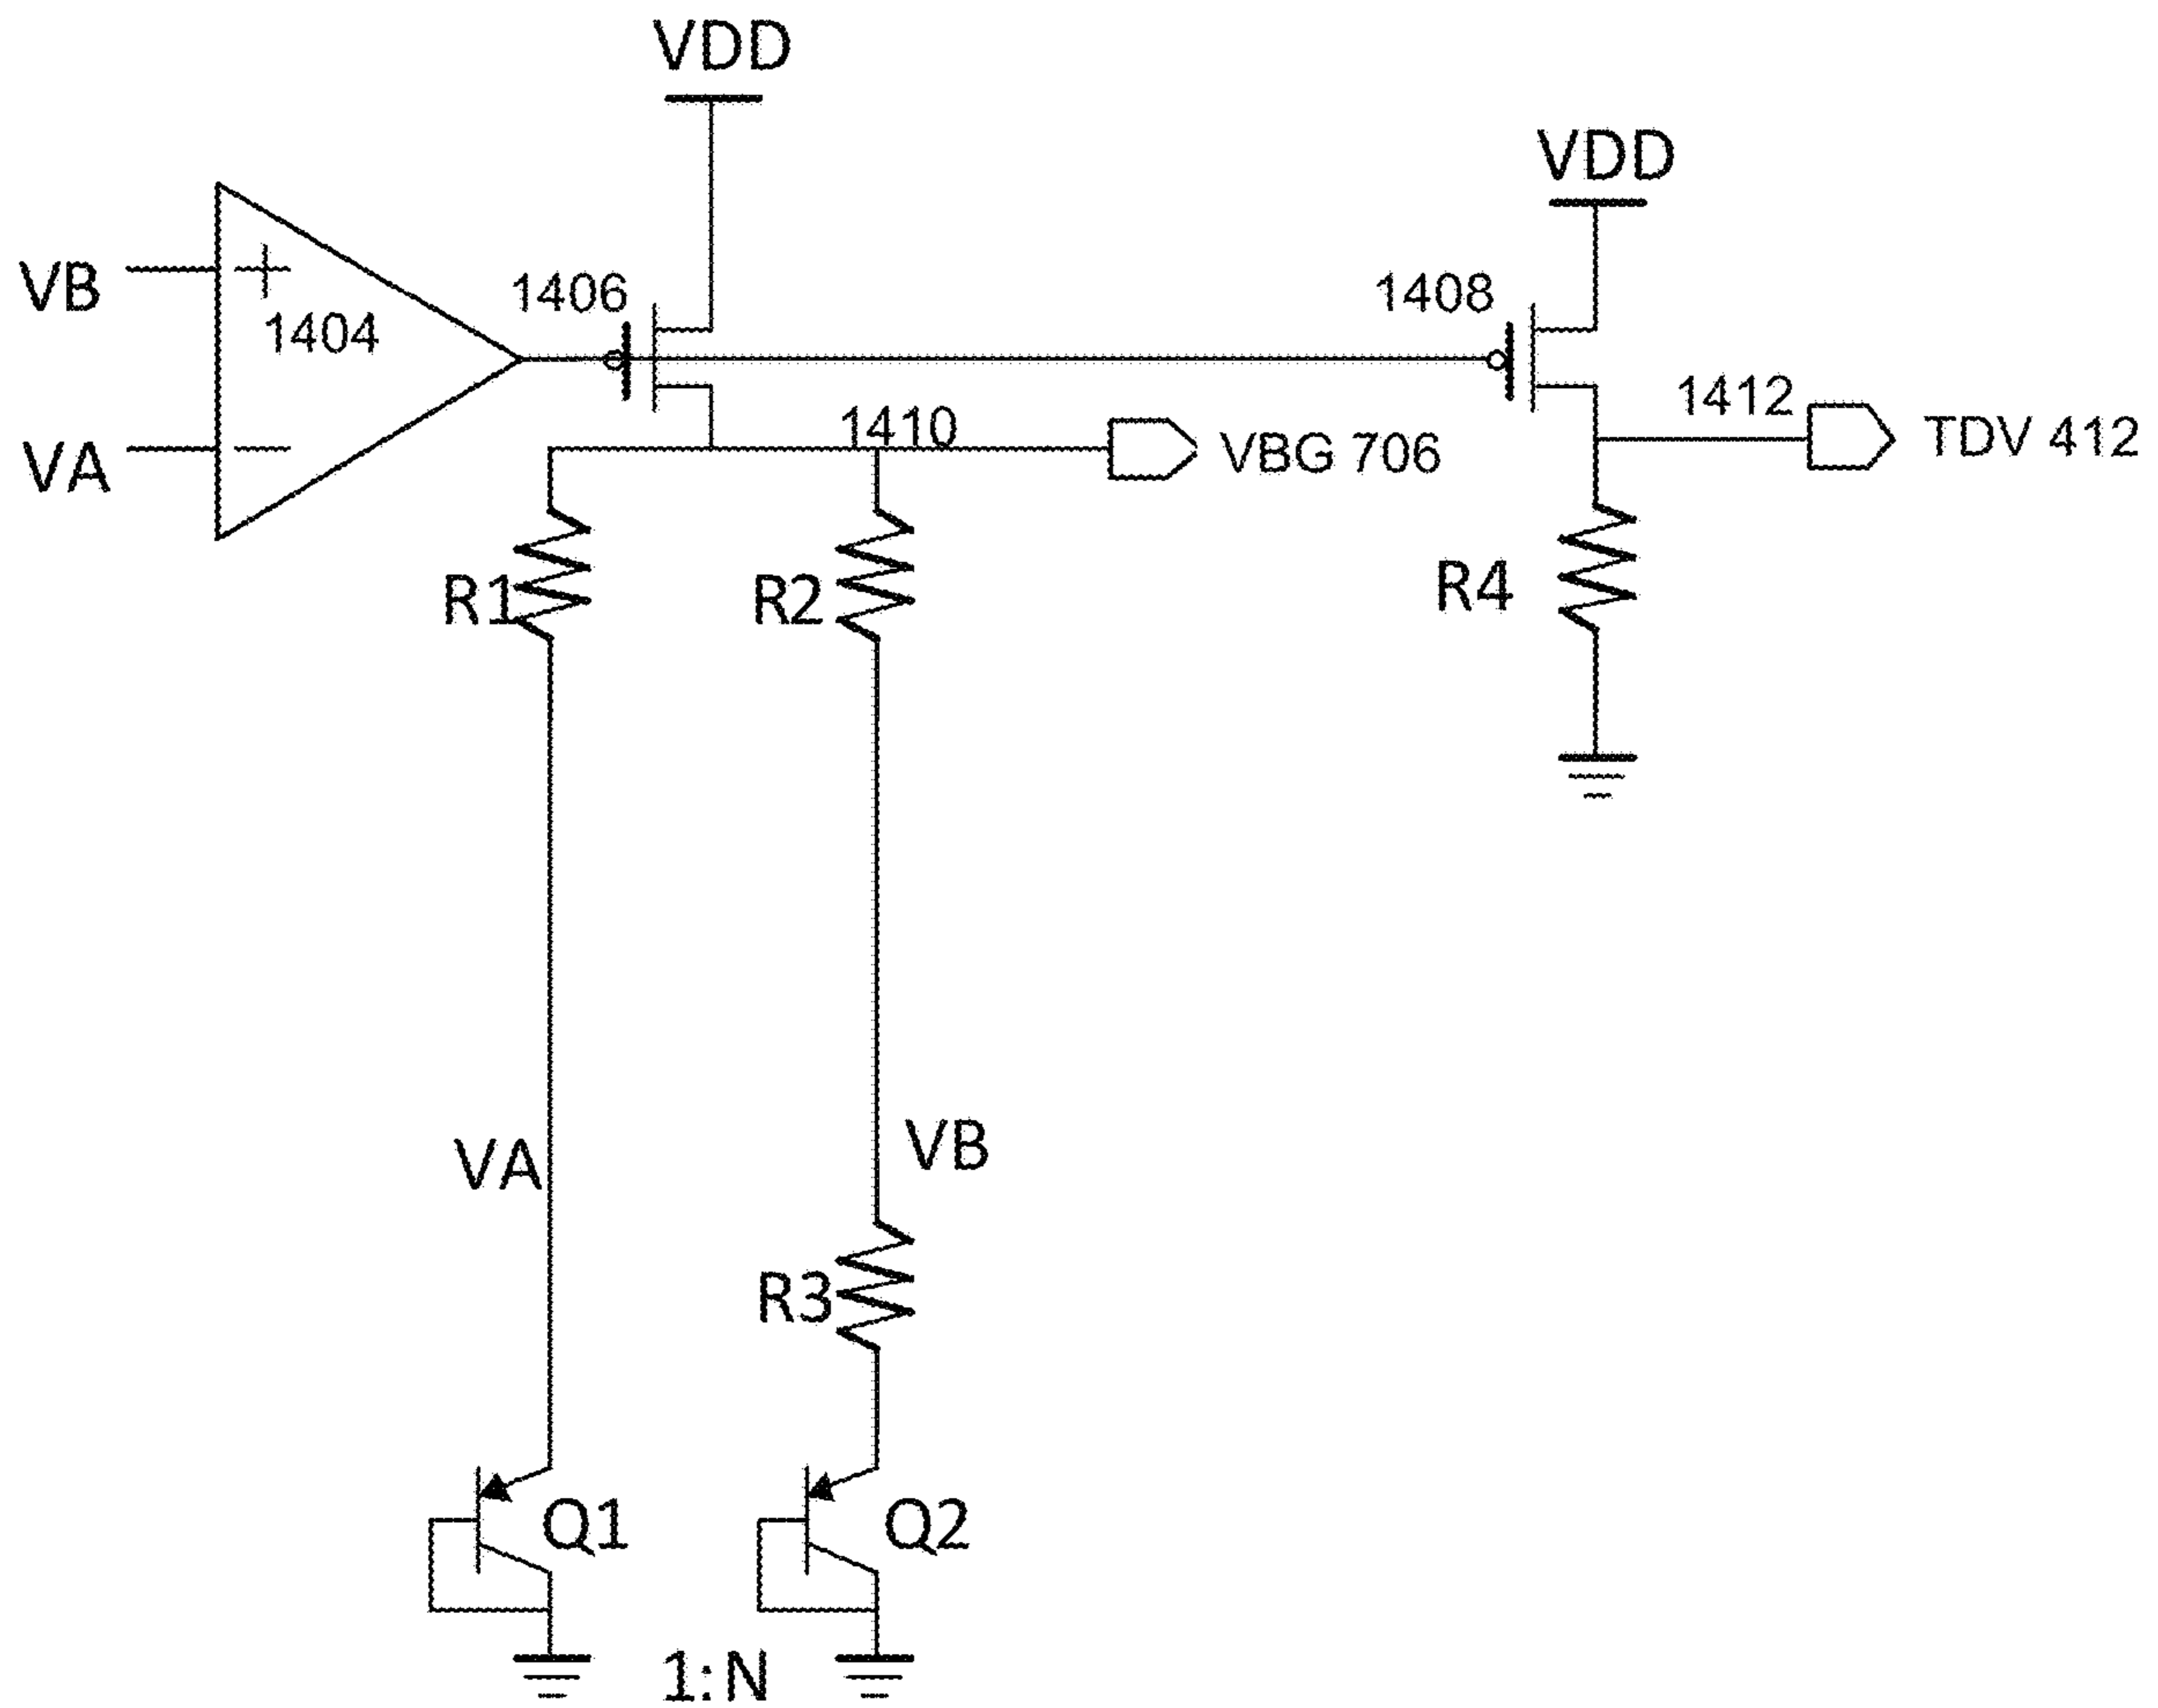 VDD
VDD
VB
+
1404
1406
1408
VA
−
1410
VBG 706
1412
TDV 412
R1
R2
R4
VA
VB
R3
Q1
Q2
1:N